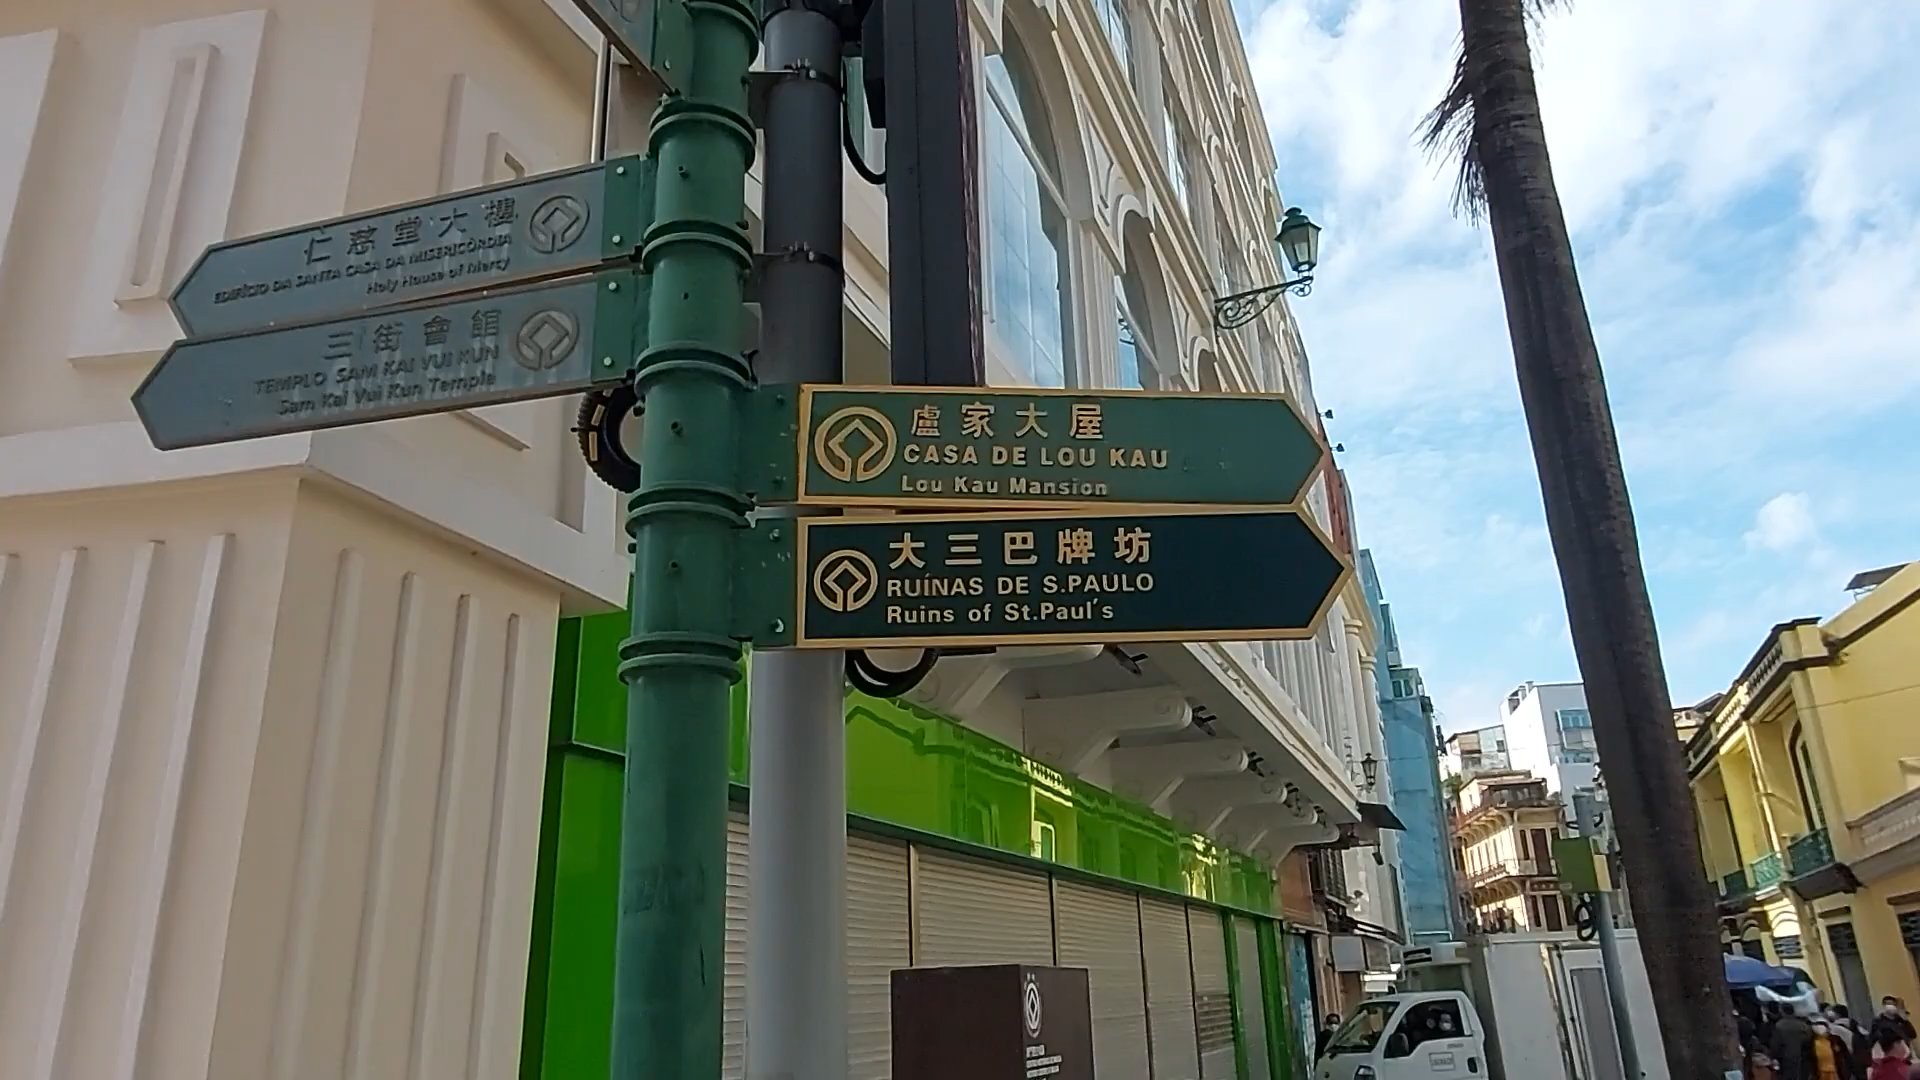 仁慈堂大樓
EDIFÍCIO DA SANTA CASA DA MISERICÓRDIA
Holy House of Mercy
三街會館
TEMPLO SAM KAI VUI KUN
Sam Kai Vui Kun Temple
盧家大屋
CASA DE LOU KAU
Lou Kau Mansion
大三巴牌坊
RUÍNAS DE S.PAULO
Ruins of St.Paul's